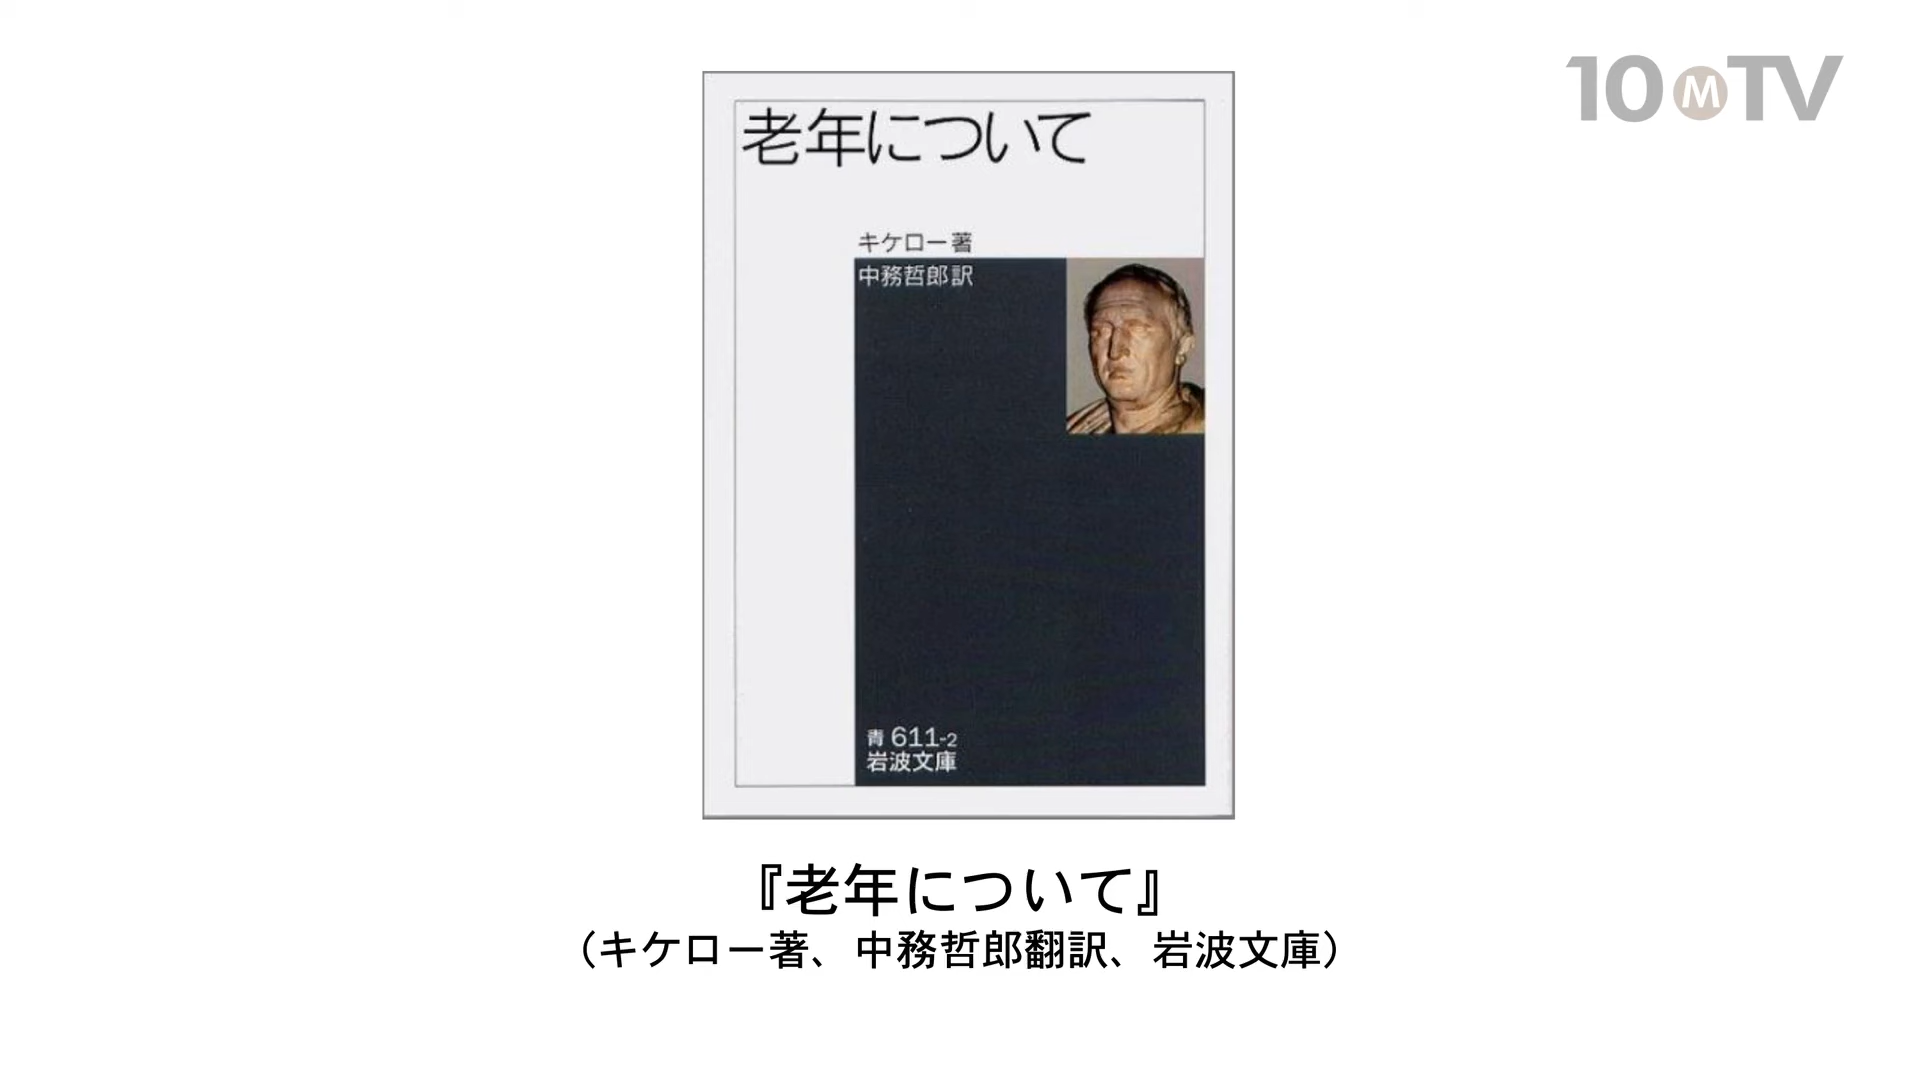 10MTV
老年について
キケロー著
中務哲郎訳
青 611-2
岩波文庫
『老年について』
（キケロー著、中務哲郎翻訳、岩波文庫）